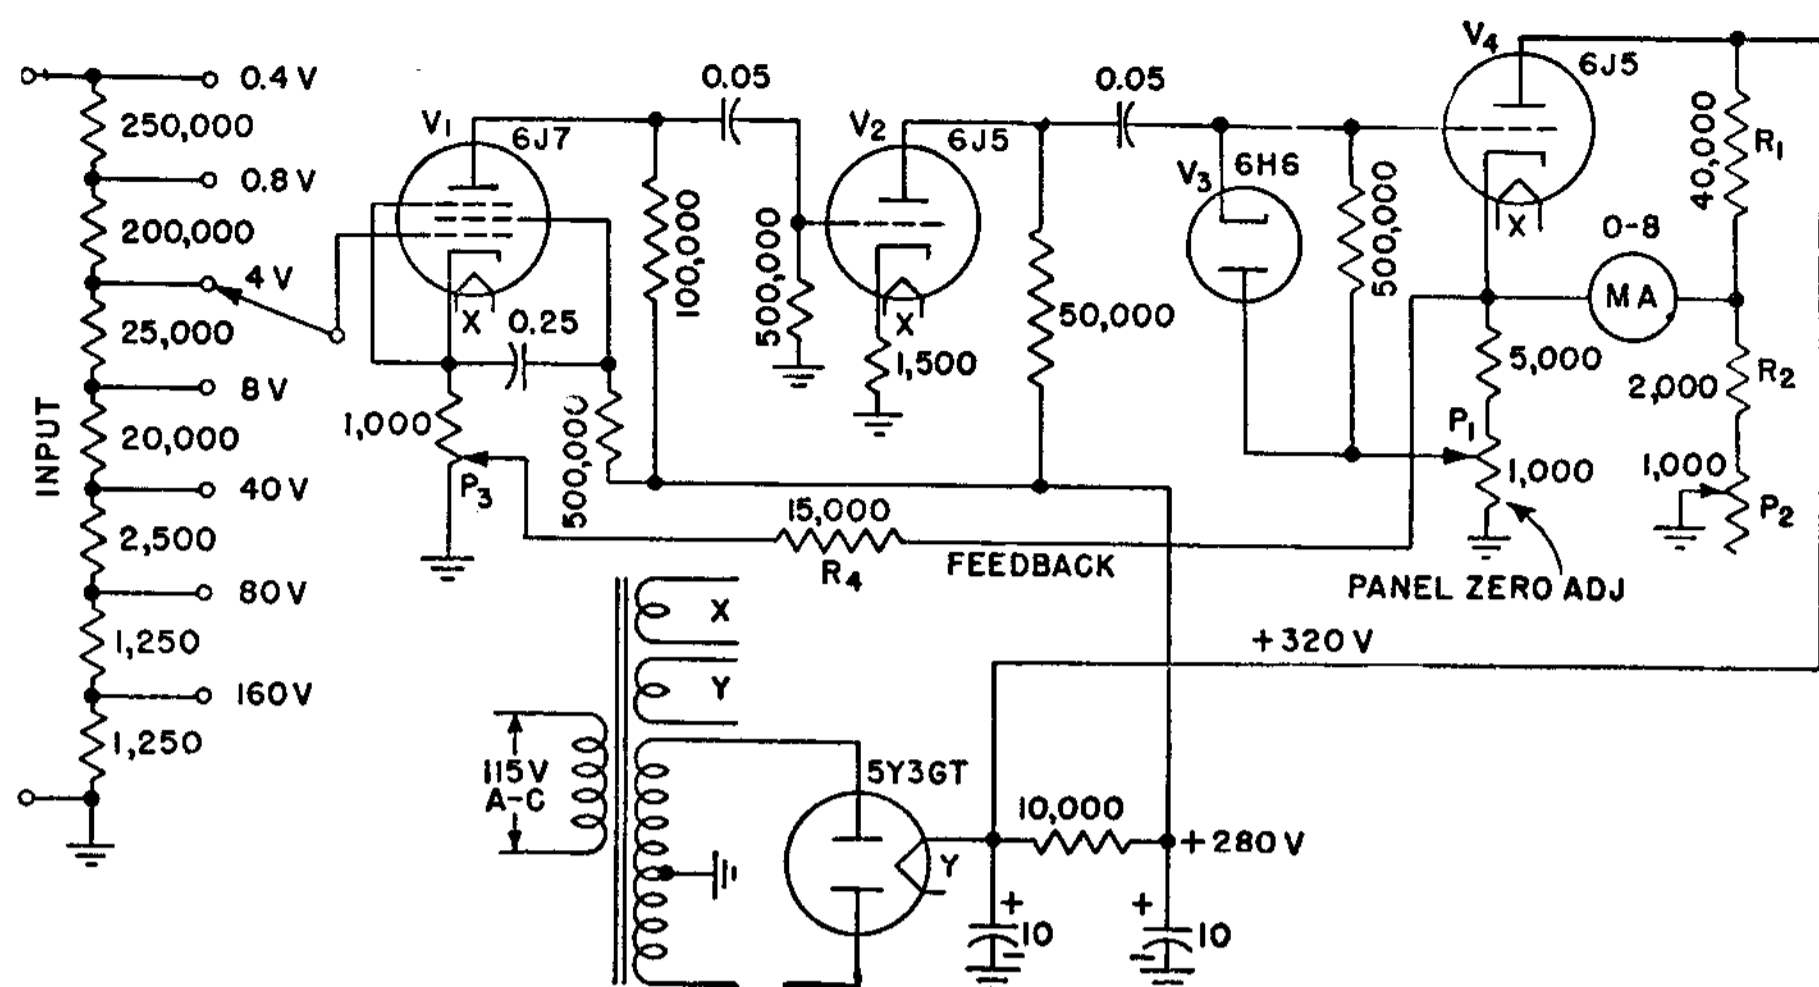 INPUT
0.4 V
250,000
0.8 V
200,000
4 V
25,000
8 V
20,000
40 V
2,500
80 V
1,250
160 V
1,250
V1
6J7
X
0.25
1,000
P3
500,000
100,000
0.05
500,000
V2
6J5
X
1,500
50,000
0.05
V3
6H6
500,000
V4
6J5
X
0-8
MA
40,000
R1
5,000
2,000
R2
P1
1,000
1,000
P2
PANEL ZERO ADJ
15,000
R4
FEEDBACK
+320 V
X
Y
115 V
A-C
5Y3GT
Y
10,000
+280 V
+
10
+
10